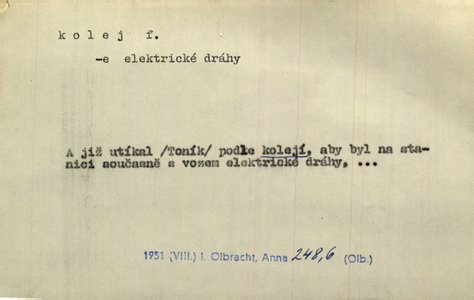 kolej f.
-e elektrické dráhy
A již utíkal /Toník/ podle kolejí, aby byl na sta-
nici současně s vozem elektrické dráhy, ...
1951 (VIII.) I. Olbracht, Anna 248,6 (Olb.)